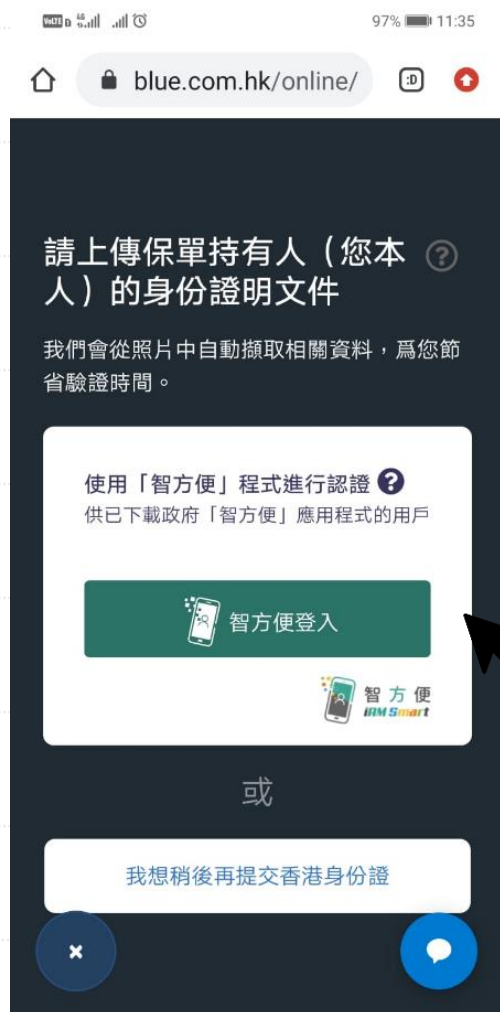 VoLTE 97% 11:35
blue.com.hk/online/ :D
請上傳保單持有人（您本
人）的身份證明文件
我們會從照片中自動擷取相關資料，爲您節
省驗證時間。
使用「智方便」程式進行認證
供已下載政府「智方便」應用程式的用戶
智方便登入
智方便
iAM Smart
或
我想稍後再提交香港身份證